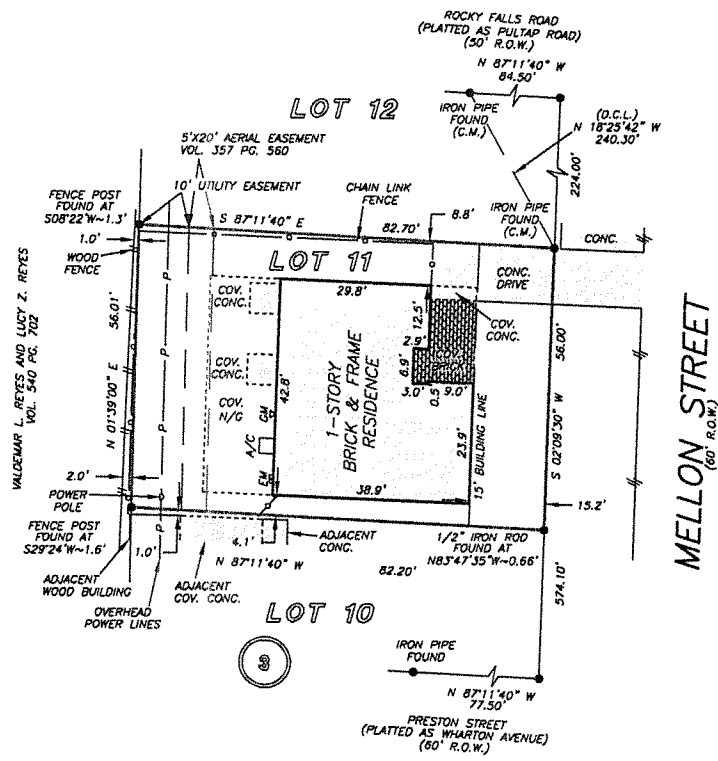 ROCKY FALLS ROAD
(PLATTED AS PULTAP ROAD)
(50' R.O.W.)
N 87°11'40" W
84.50'
LOT 12
IRON PIPE
FOUND
(C.M.)
(D.C.L.)
N 18°25'42" W
240.30'
5'X20' AERIAL EASEMENT
VOL. 357 PG. 560
224.00'
10' UTILITY EASEMENT
CHAIN LINK
FENCE
FENCE POST
FOUND AT
S08°22'W~1.3'
S 87°11'40" E
82.70'
8.8'
IRON PIPE
FOUND
(C.M.)
CONC.
1.0'
WOOD
FENCE
LOT 11
CONC.
DRIVE
COV.
CONC.
29.8'
COV.
CONC.
12.5'
2.9'
6.9'
COV.
3.0'
0.5
9.0'
COV.
CONC.
COV.
N/G
GM
A/C
EM
42.8'
1-STORY
BRICK & FRAME
RESIDENCE
23.9'
15' BUILDING LINE
56.00'
S 02°09'30" W
MELLON STREET
(60' R.O.W.)
VALDEMAR L. REYES AND LUCY Z. REYES
VOL. 540 PG. 702
56.01'
N 01°39'00" E
P
P
P
P
2.0'
POWER
POLE
38.9'
15.2'
FENCE POST
FOUND AT
S29°24'W~1.6'
1.0'
4.1'
ADJACENT
CONC.
1/2" IRON ROD
FOUND AT
N83°47'35"W~0.66'
N 87°11'40" W
82.20'
ADJACENT
WOOD BUILDING
ADJACENT
COV. CONC.
OVERHEAD
POWER LINES
574.10'
LOT 10
3
IRON PIPE
FOUND
N 87°11'40" W
77.50'
PRESTON STREET
(PLATTED AS WHARTON AVENUE)
(60' R.O.W.)